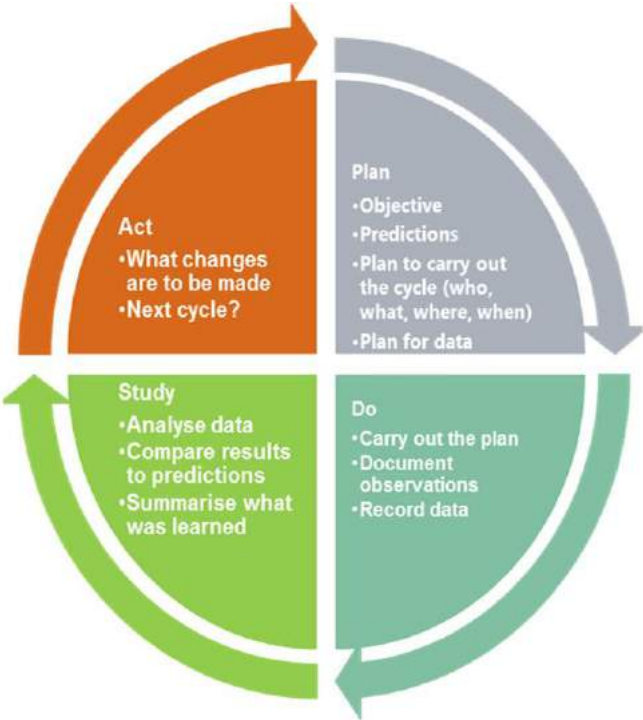 Plan
•Objective
•Predictions
•Plan to carry out
the cycle (who,
what, where, when)
•Plan for data
Do
•Carry out the plan
•Document
observations
•Record data
Study
•Analyse data
•Compare results
to predictions
•Summarise what
was learned
Act
•What changes
are to be made
•Next cycle?